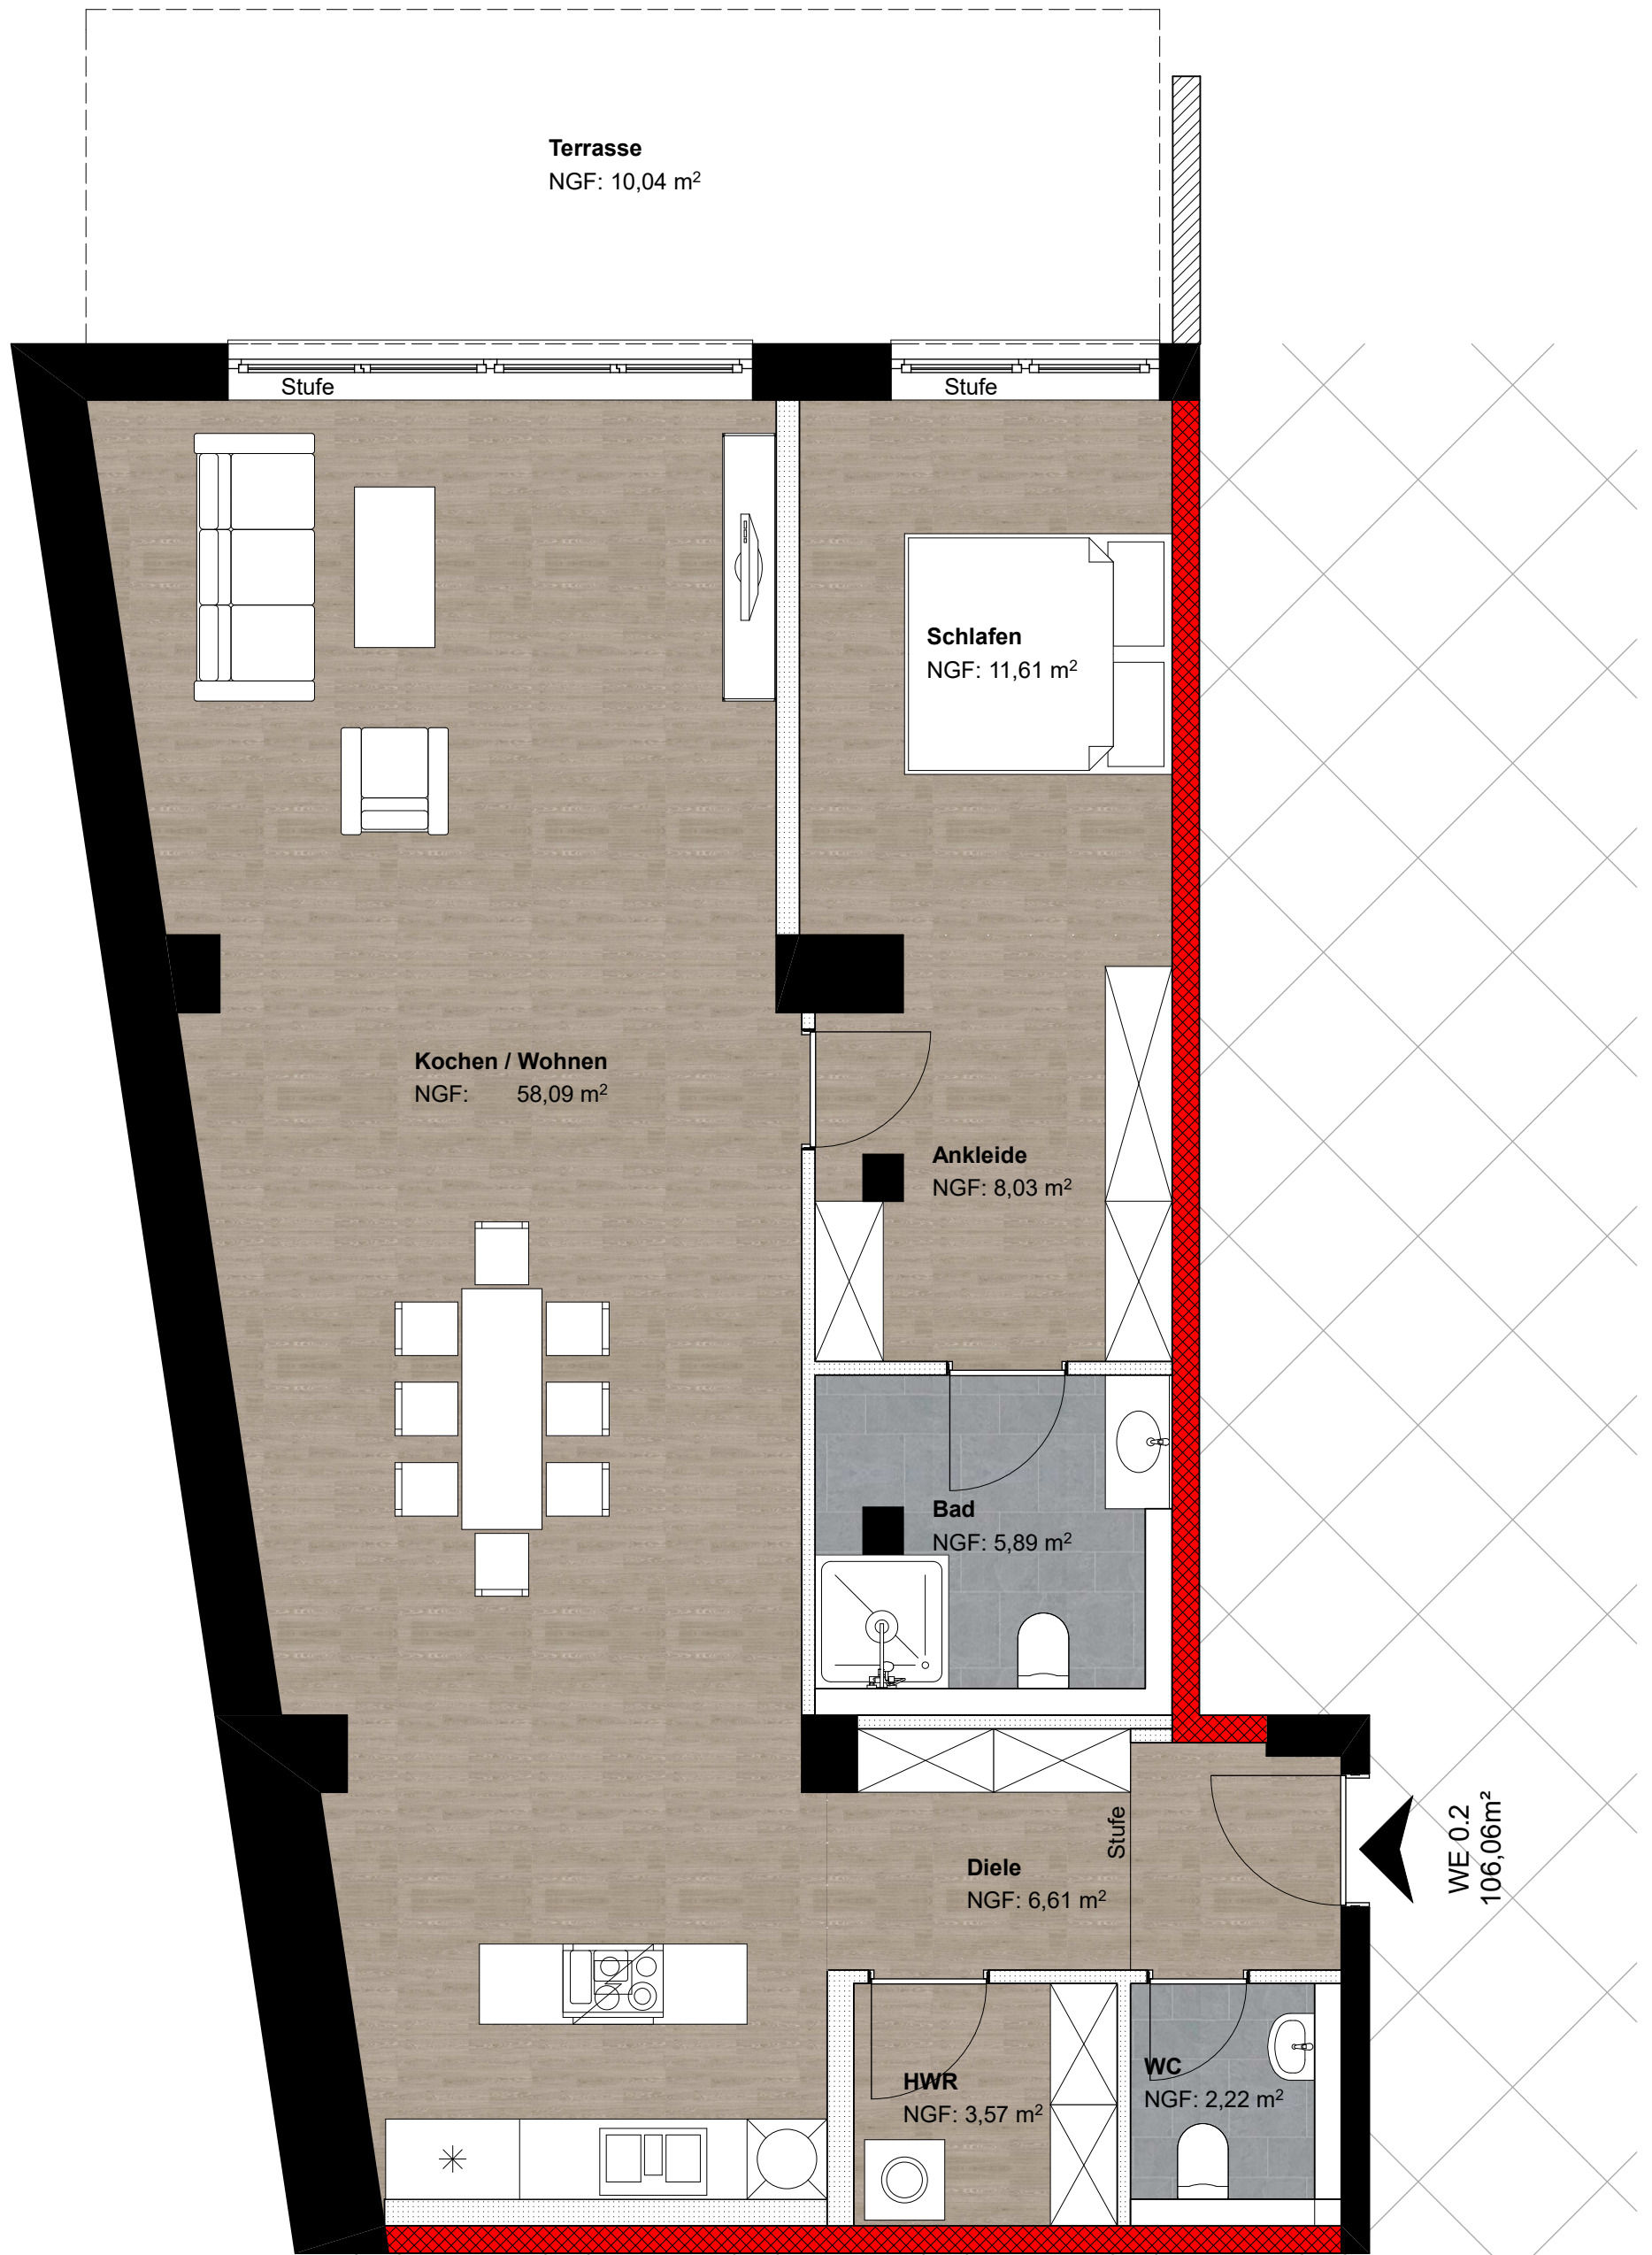 Terrasse
NGF: 10,04 m²
Stufe
Stufe
Schlafen
NGF: 11,61 m²
Kochen / Wohnen
NGF: 58,09 m²
Ankleide
NGF: 8,03 m²
Bad
NGF: 5,89 m²
Stufe
Diele
NGF: 6,61 m²
WE 0.2
106,06m²
HWR
NGF: 3,57 m²
WC
NGF: 2,22 m²